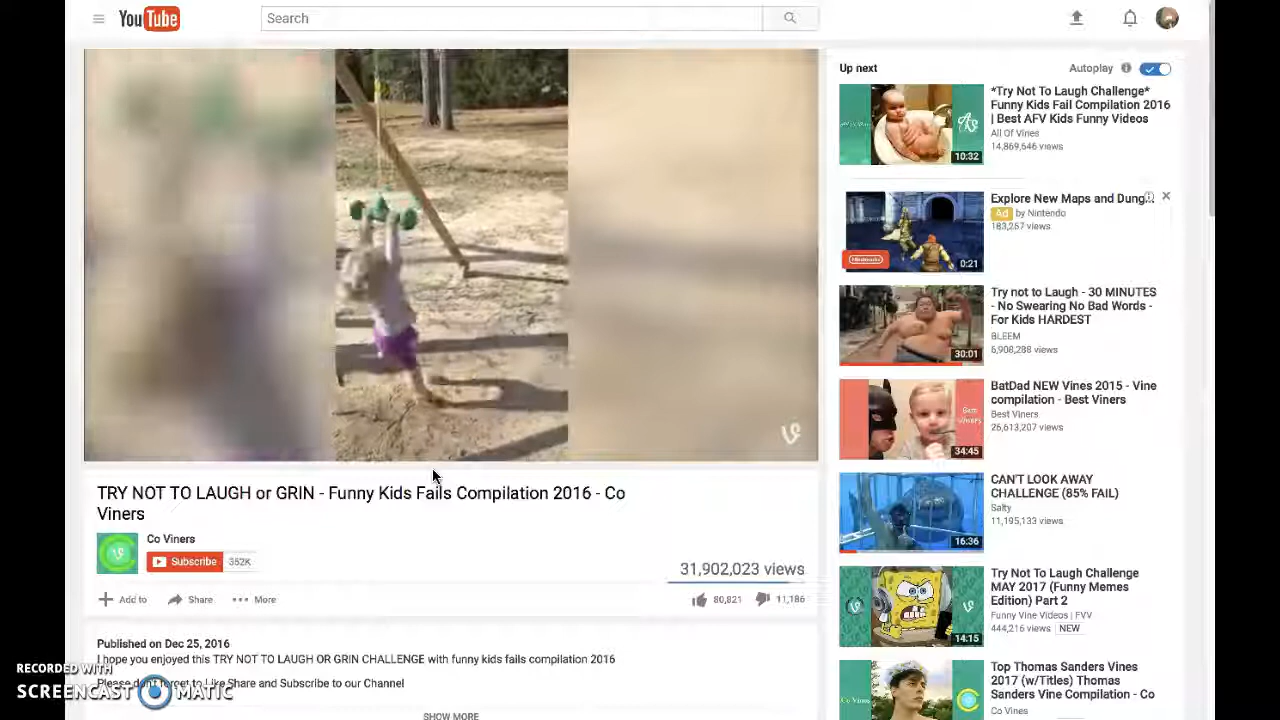 YouTube
Search
Up next
Autoplay
*Try Not To Laugh Challenge*
Funny Kids Fail Compilation 2016
| Best AFV Kids Funny Videos
All Of Vines
14,869,646 views
10:32
Explore New Maps and Dung...
Ad by Nintendo
183,257 views
Nintendo
0:21
Try not to Laugh - 30 MINUTES
- No Swearing No Bad Words -
For Kids HARDEST
BLEEM
6,908,288 views
30:01
BatDad NEW Vines 2015 - Vine
compilation - Best Viners
Best Viners
26,613,207 views
34:45
CAN'T LOOK AWAY
CHALLENGE (85% FAIL)
Salty
11,195,133 views
16:36
Try Not To Laugh Challenge
MAY 2017 (Funny Memes
Edition) Part 2
Funny Vine Videos | FVV
444,216 views NEW
14:15
Top Thomas Sanders Vines
2017 (w/Titles) Thomas
Sanders Vine Compilation - Co
Co Vines
TRY NOT TO LAUGH or GRIN - Funny Kids Fails Compilation 2016 - Co
Viners
Co Viners
Subscribe 352K
31,902,023 views
Add to Share More
80,821 11,186
Published on Dec 25, 2016
I hope you enjoyed this TRY NOT TO LAUGH OR GRIN CHALLENGE with funny kids fails compilation 2016
Please dont forget to Like Share and Subscribe to our Channel
SHOW MORE
RECORDED WITH
SCREENCAST MATIC